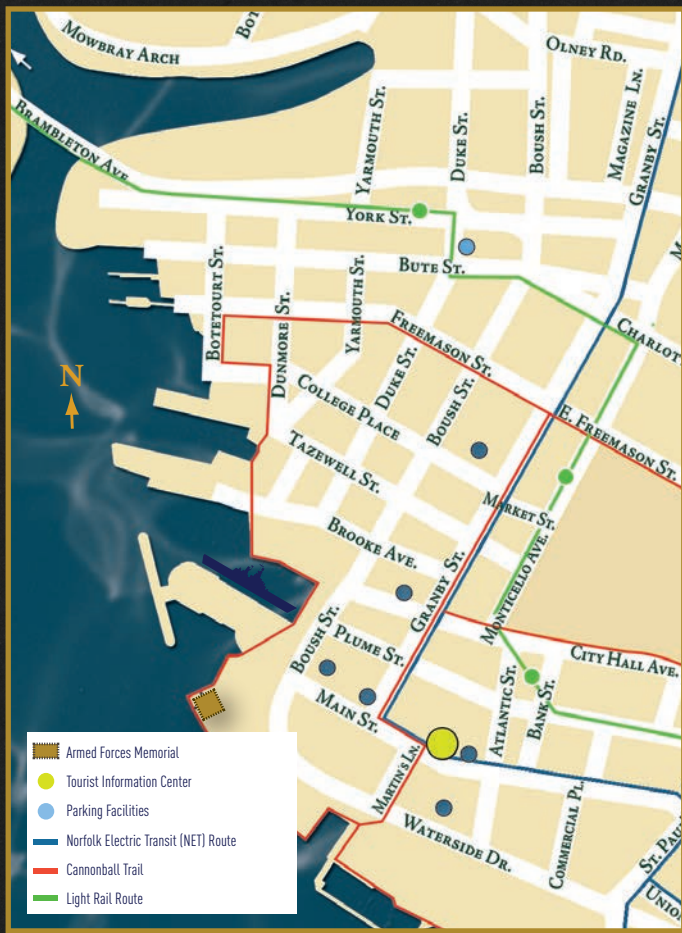 BOT
MOWBRAY ARCH
OLNEY RD.
MAGAZINE LN.
GRANBY ST.
BOUSH ST.
DUKE ST.
YARMOUTH ST.
BRAMBLETON AVE.
YORK ST.
M
BUTE ST.
BOTETOURT ST.
DUNMORE ST.
YARMOUTH ST.
FREEMASON ST.
CHARLOT
DUKE ST.
BOUSH ST.
N
COLLEGE PLACE
E. FREEMASON ST.
TAZEWELL ST.
MARKET ST.
BROOKE AVE.
GRANBY ST.
MONTICELLO AVE.
BOUSH ST.
PLUME ST.
CITY HALL AVE.
MAIN ST.
ATLANTIC ST.
BANK ST.
MARTIN'S LN.
COMMERCIAL PL.
WATERSIDE DR.
ST. PAU
UNIO
Armed Forces Memorial
Tourist Information Center
Parking Facilities
Norfolk Electric Transit (NET) Route
Cannonball Trail
Light Rail Route